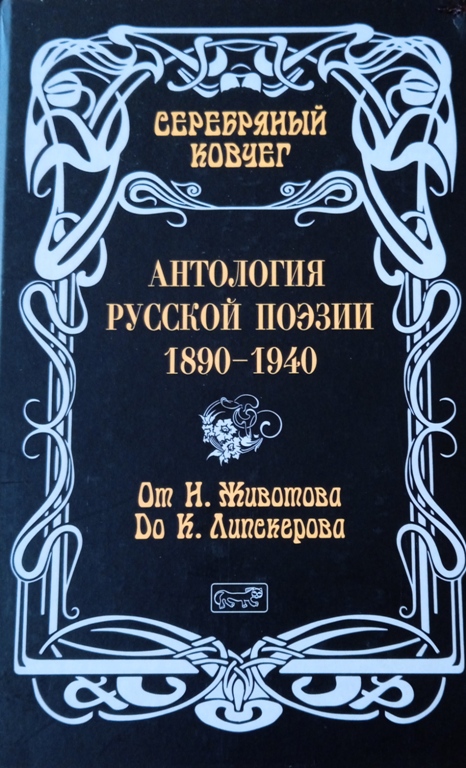 СЕРЕБРЯНЫЙ
КОВЧЕГ
АНТОЛОГИЯ
РУССКОЙ ПОЭЗИИ
1890–1940
От Н. Животова
До К. Липскерова